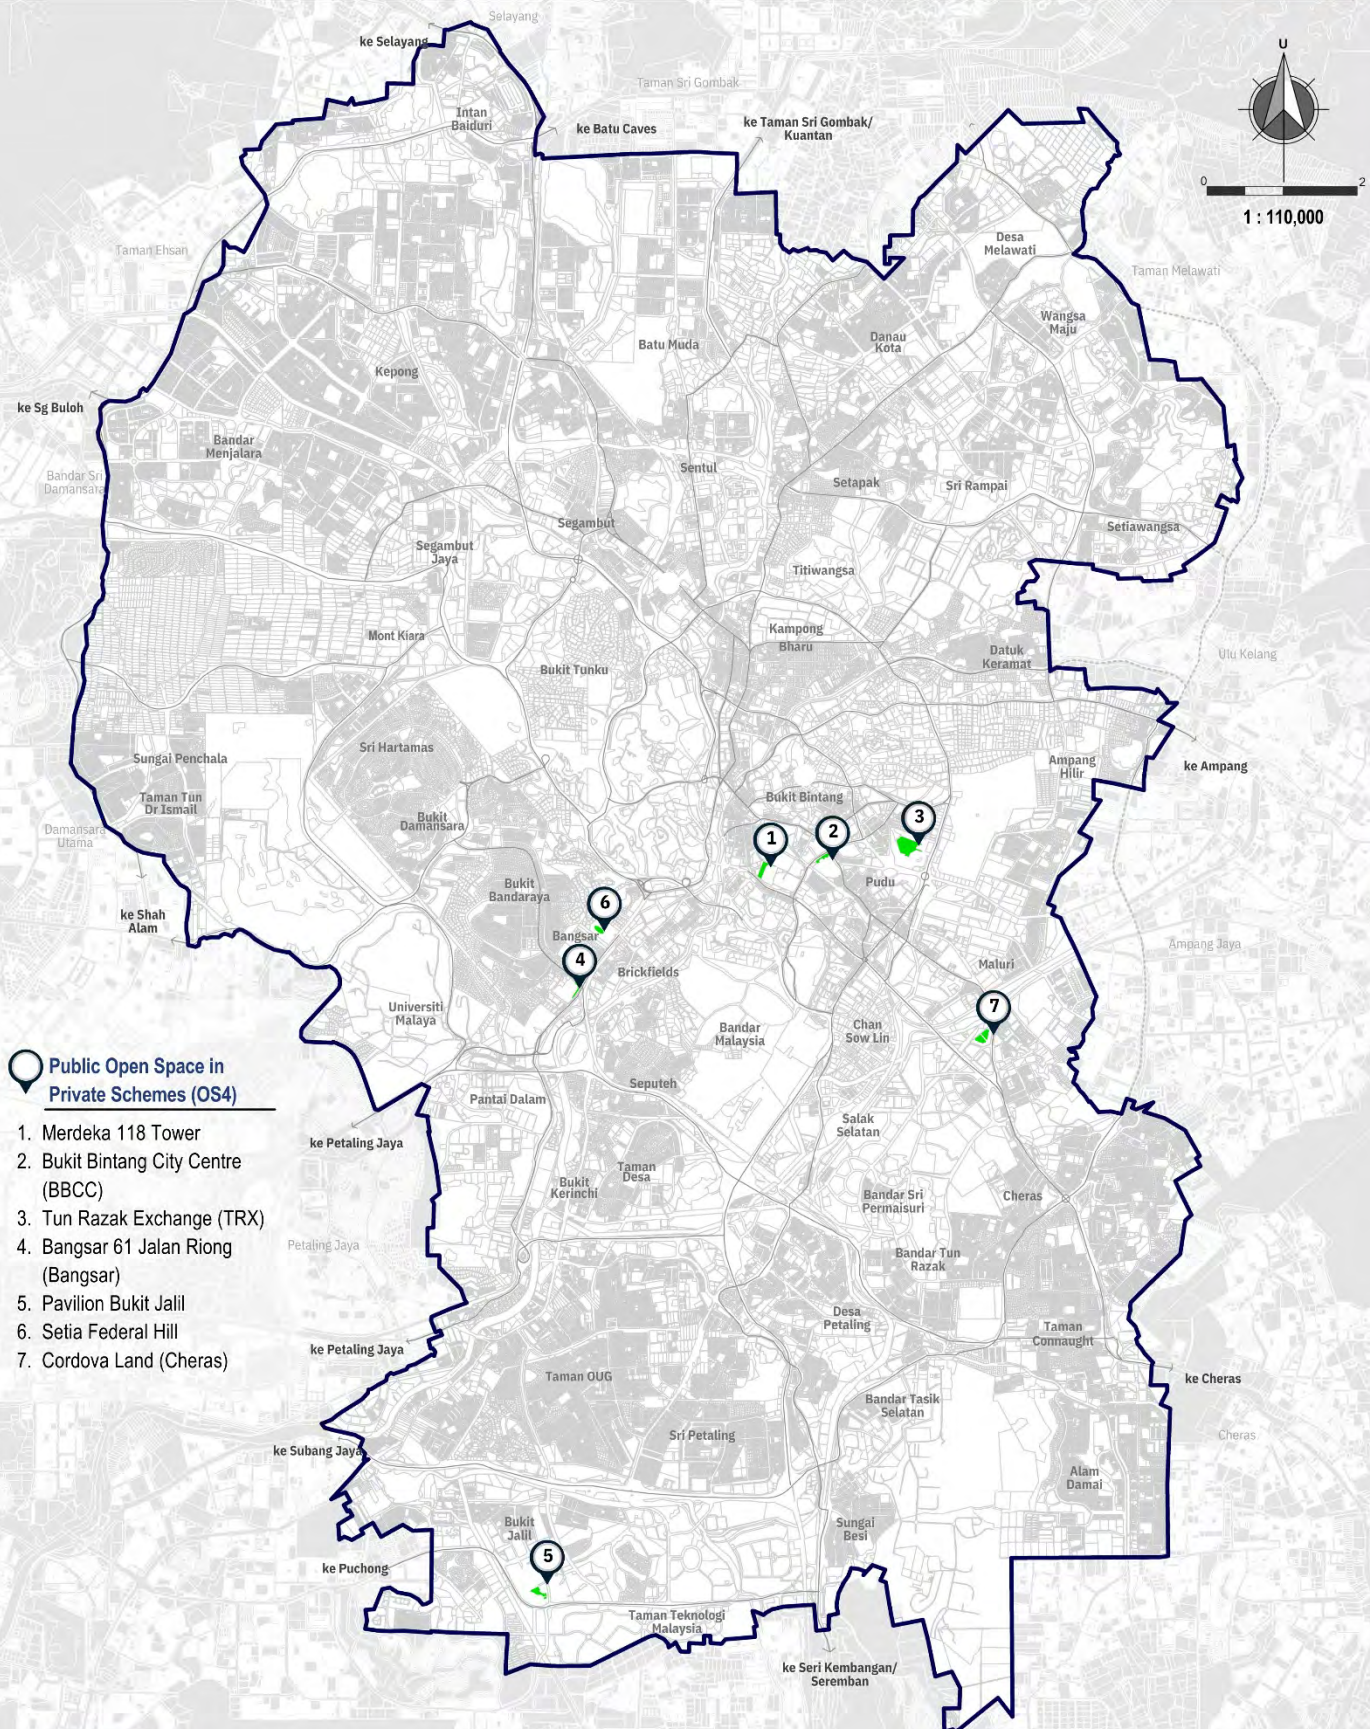 Selayang
ke Selayang
U
Taman Sri Gombak
Intan
Baiduri
ke Batu Caves
ke Taman Sri Gombak/
Kuantan
0
2
1 : 110,000
Desa
Melawati
Taman Ehsan
Taman Melawati
Wangsa
Maju
Danau
Kota
Batu Muda
Kepong
ke Sg Buloh
Bandar
Menjalara
Bandar Sri
Damansara
Sentul
Setapak
Sri Rampai
Segambut
Setiawangsa
Segambut
Jaya
Titiwangsa
Mont Kiara
Kampong
Bharu
Datuk
Keramat
Ulu Kelang
Bukit Tunku
Sri Hartamas
Sungai Penchala
Ampang
Hilir
ke Ampang
Taman Tun
Dr Ismail
Bukit Bintang
Bukit
Damansara
Damansara
Utama
3
2
1
Pudu
Bukit
Bandaraya
6
ke Shah
Alam
Bangsar
Ampang Jaya
4
Brickfields
Maluri
Universiti
Malaya
7
Bandar
Malaysia
Chan
Sow Lin
Public Open Space in
Private Schemes (OS4)
Seputeh
Pantai Dalam
1. Merdeka 118 Tower
2. Bukit Bintang City Centre
(BBCC)
3. Tun Razak Exchange (TRX)
4. Bangsar 61 Jalan Riong
(Bangsar)
5. Pavilion Bukit Jalil
6. Setia Federal Hill
7. Cordova Land (Cheras)
ke Petaling Jaya
Salak
Selatan
Taman
Desa
Bukit
Kerinchi
Bandar Sri
Permaisuri
Cheras
Petaling Jaya
Bandar Tun
Razak
Desa
Petaling
Taman
Connaught
ke Petaling Jaya
Taman OUG
ke Cheras
Bandar Tasik
Selatan
Sri Petaling
Cheras
ke Subang Jaya
Alam
Damai
Bukit
Jalil
Sungai
Besi
5
ke Puchong
Taman Teknologi
Malaysia
ke Seri Kembangan/
Seremban